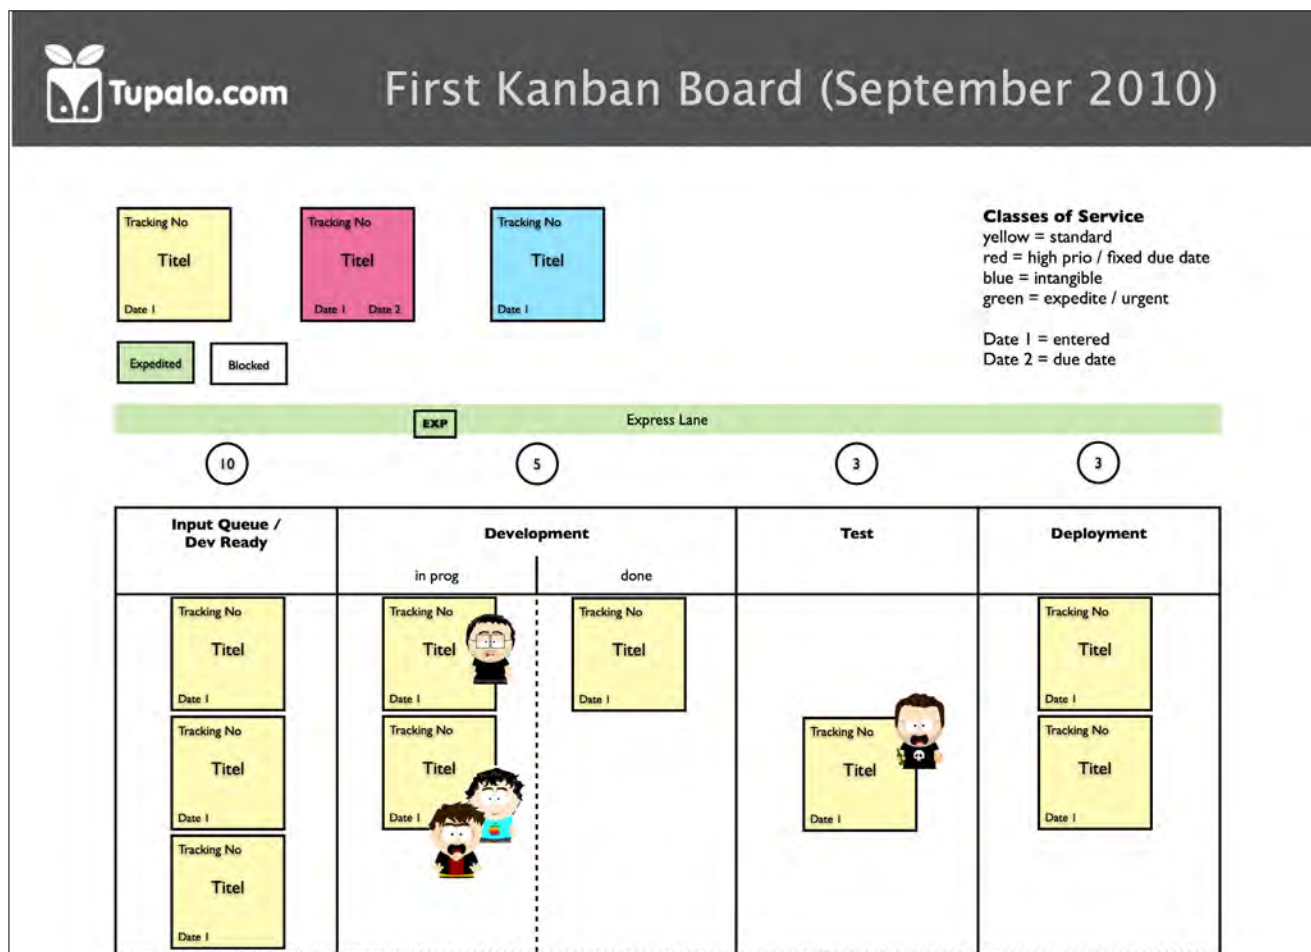 Tupalo.com
First Kanban Board (September 2010)
Tracking No
Titel
Date 1
Tracking No
Titel
Date 1 Date 2
Tracking No
Titel
Date 1
Expedited
Blocked
Classes of Service
yellow = standard
red = high prio / fixed due date
blue = intangible
green = expedite / urgent
Date 1 = entered
Date 2 = due date
EXP
Express Lane
10
5
3
3
Input Queue /
Dev Ready
Development
in prog
done
Test
Deployment
Tracking No
Titel
Date 1
Tracking No
Titel
Date 1
Tracking No
Titel
Date 1
Tracking No
Titel
Date 1
Tracking No
Titel
Date 1
Tracking No
Titel
Date 1
Tracking No
Titel
Date 1
Tracking No
Titel
Date 1
Tracking No
Titel
Date 1